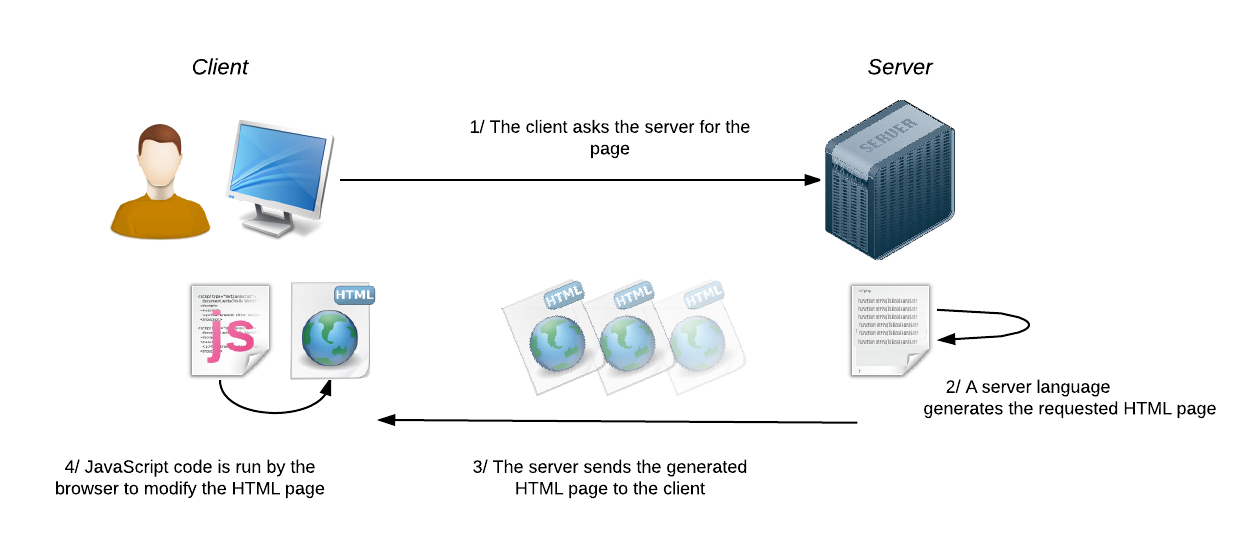 Client
Server
1/ The client asks the server for the
page
SERVER
js
HTML
HTML
HTML
HTML
2/ A server language
generates the requested HTML page
4/ JavaScript code is run by the
browser to modify the HTML page
3/ The server sends the generated
HTML page to the client